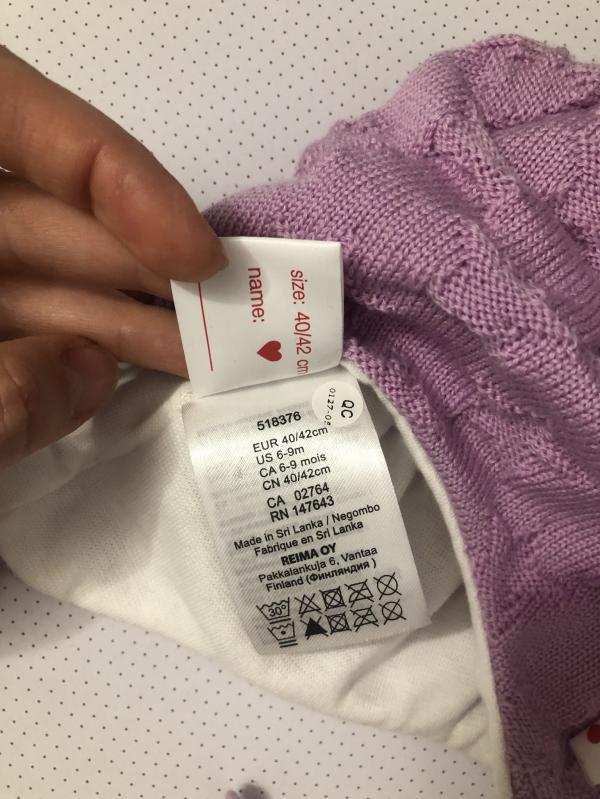 size: 40/42 cm
name:
QC
0127-0
518376
EUR 40/42cm
US 6-9m
CA 6-9 mois
CN 40/42cm
CA 02764
RN 147643
Made in Sri Lanka / Negombo
Fabrique en Sri Lanka
REIMA OY
Pakkalankuja 6, Vantaa
Finland (Финляндия )
30°